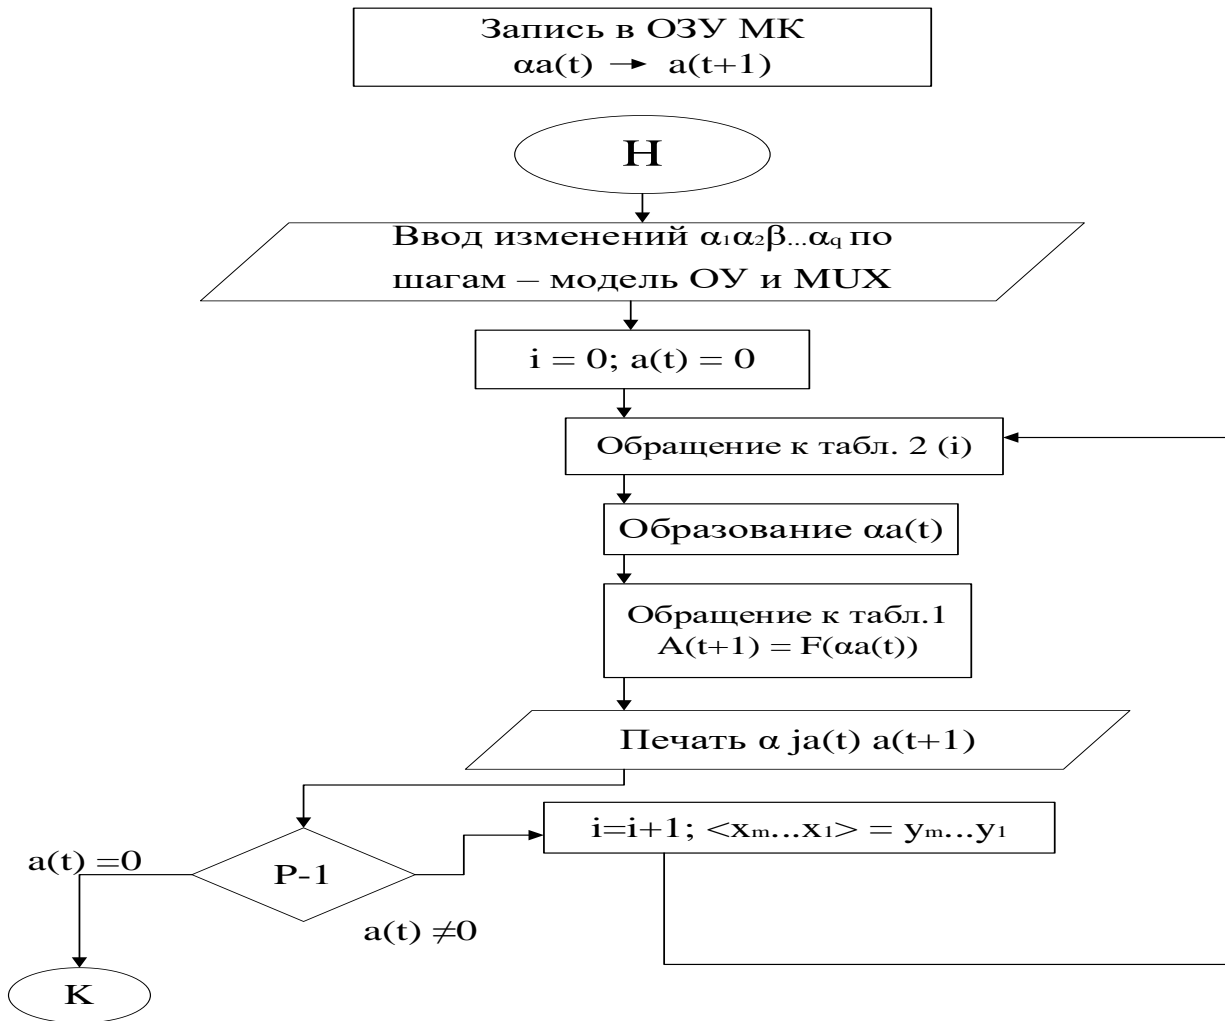 Запись в ОЗУ МК
αa(t) → a(t+1)
Н
Ввод изменений α₁α₂β...αq по
шагам – модель ОУ и MUX
i = 0; a(t) = 0
Обращение к табл. 2 (i)
Образование αa(t)
Обращение к табл.1
A(t+1) = F(αa(t))
Печать α ja(t) a(t+1)
i=i+1; <xm...x₁> = ym...y₁
a(t) =0
P-1
a(t) ≠0
К